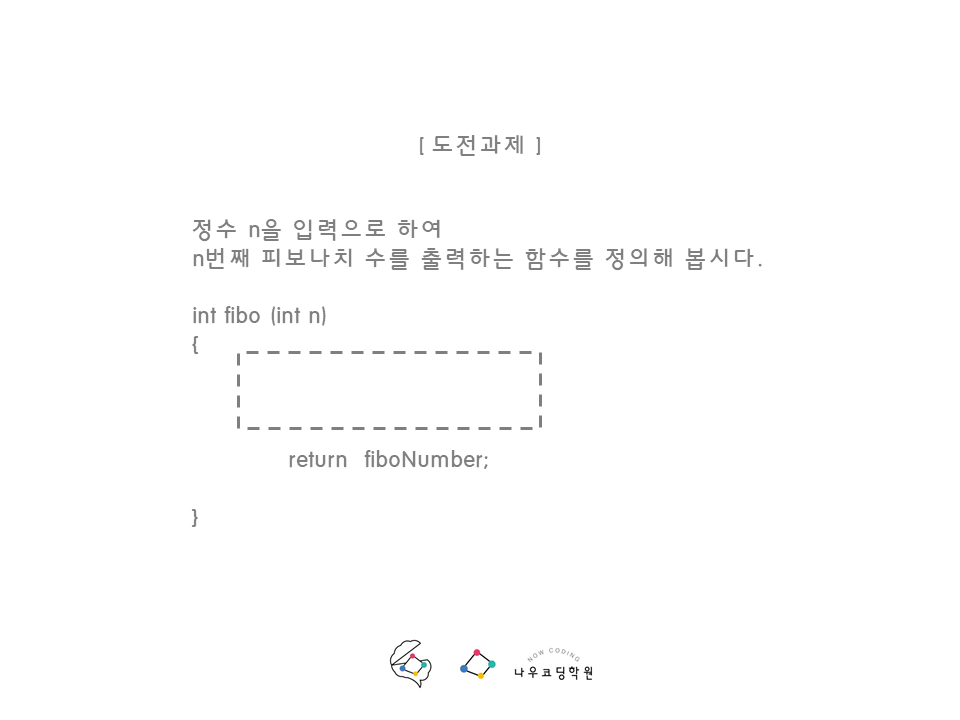 [ 도전과제 ]
정수 n을 입력으로 하여
n번째 피보나치 수를 출력하는 함수를 정의해 봅시다.
int fibo (int n)
{
return fiboNumber;
}
NOW CODING
나우코딩학원